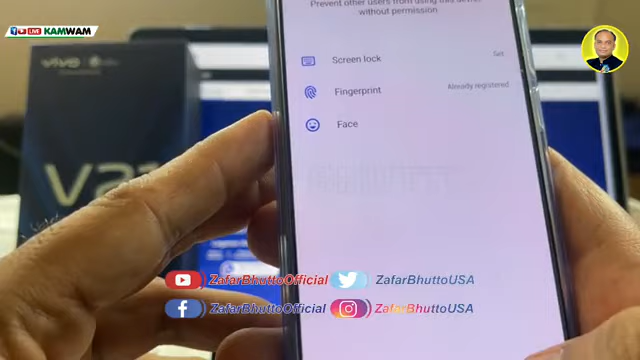 LIVE KAMWAM
Prevent other users from using this device
without permission
vivo
Screen lock
Set
Fingerprint
Already registered
Face
ZafarBhuttoOfficial
ZafarBhuttoUSA
ZafarBhuttoOfficial
ZafarBhuttoUSA